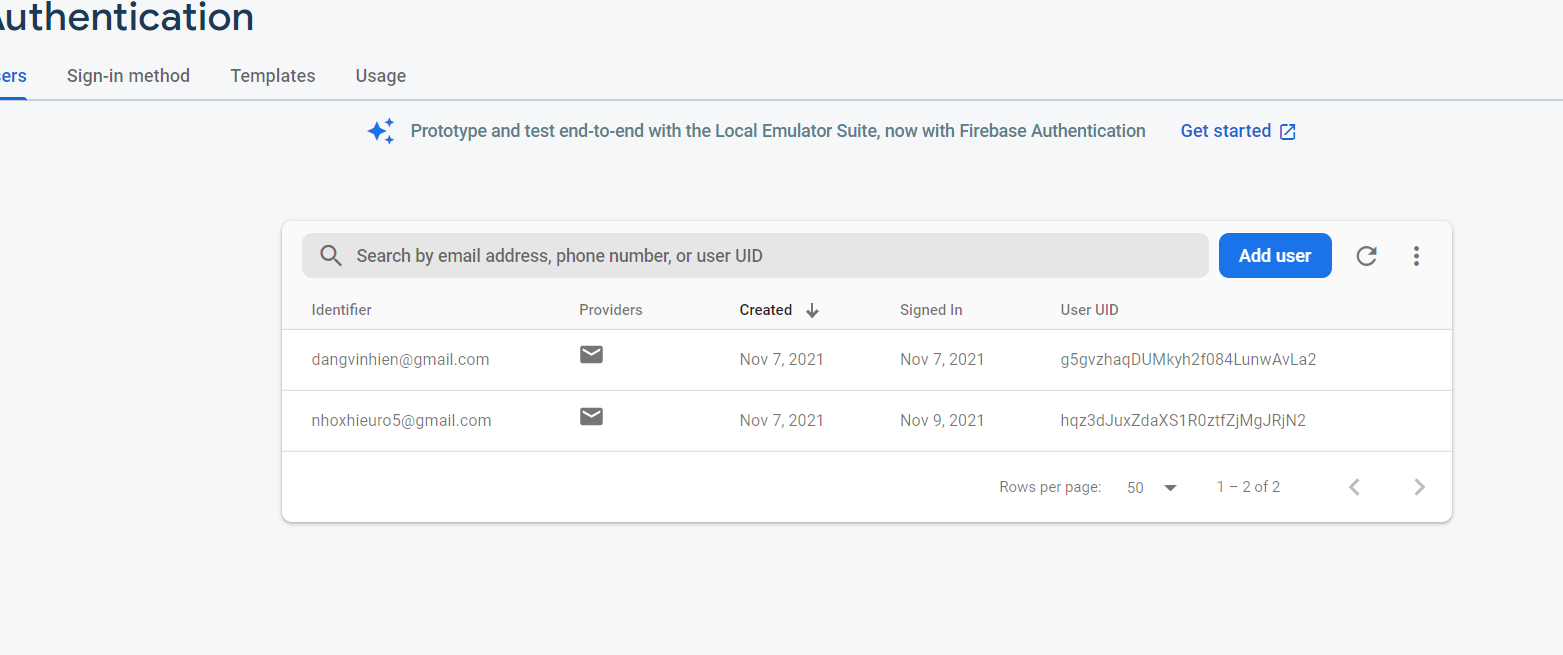 Authentication
sers Sign-in method Templates Usage
Prototype and test end-to-end with the Local Emulator Suite, now with Firebase Authentication Get started
Search by email address, phone number, or user UID Add user
Identifier Providers Created Signed In User UID
dangvinhien@gmail.com Nov 7, 2021 Nov 7, 2021 g5gvzhaqDUMkyh2f084LunwAvLa2
nhoxhieuro5@gmail.com Nov 7, 2021 Nov 9, 2021 hqz3dJuxZdaXS1R0ztfZjMgJRjN2
Rows per page: 50 1 – 2 of 2